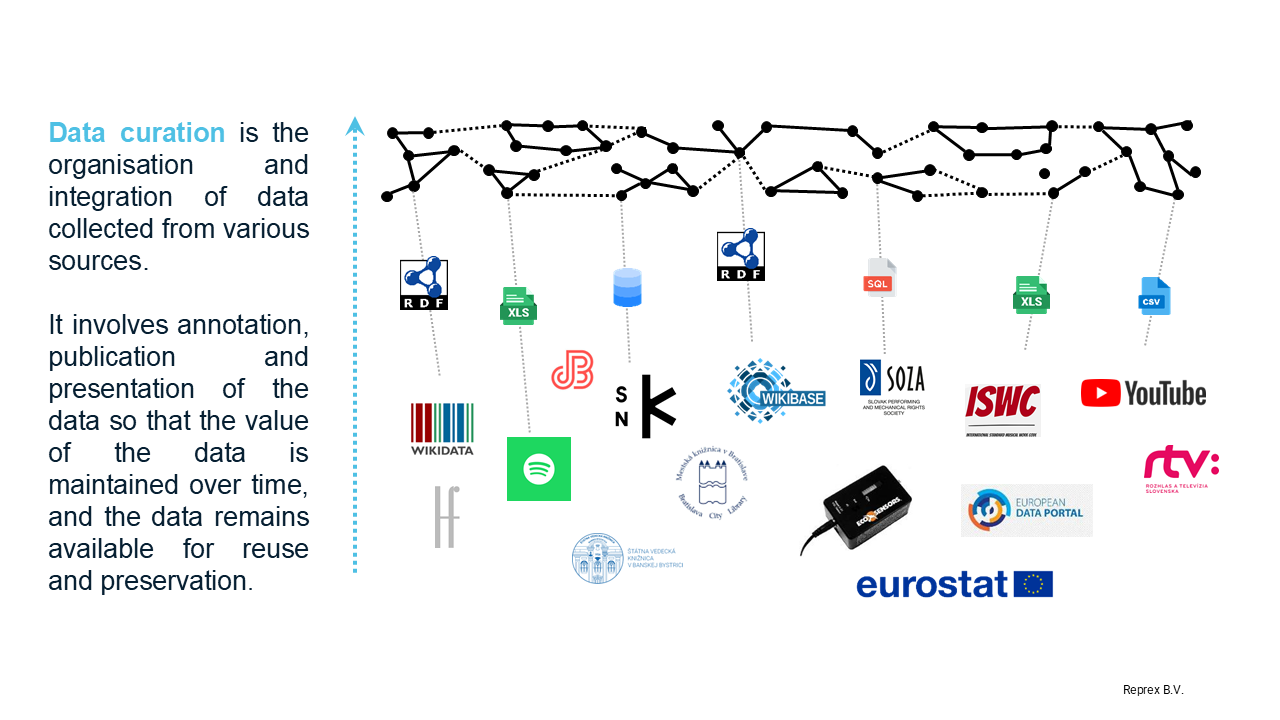 Data curation is the
organisation and
integration of data
collected from various
sources.
It involves annotation,
publication and
presentation of the
data so that the value
of the data is
maintained over time,
and the data remains
available for reuse
and preservation.
RDF
XLS
RDF
SQL
XLS
CSV
WIKIDATA
SN
WIKIBASE
SOZA
SLOVAK PERFORMING
AND MECHANICAL RIGHTS
SOCIETY
ISWC
INTERNATIONAL STANDARD MUSICAL WORK CODE
YouTube
rtv:
ROZHLAS A TELEVÍZIA
SLOVENSKA
Mestská knižnica v Bratislave
Bratislava City Library
ECO SENSORS
EUROPEAN
DATA PORTAL
ŠTÁTNA VEDECKÁ
KNIŽNICA
V BANSKEJ BYSTRICI
eurostat
Reprex B.V.